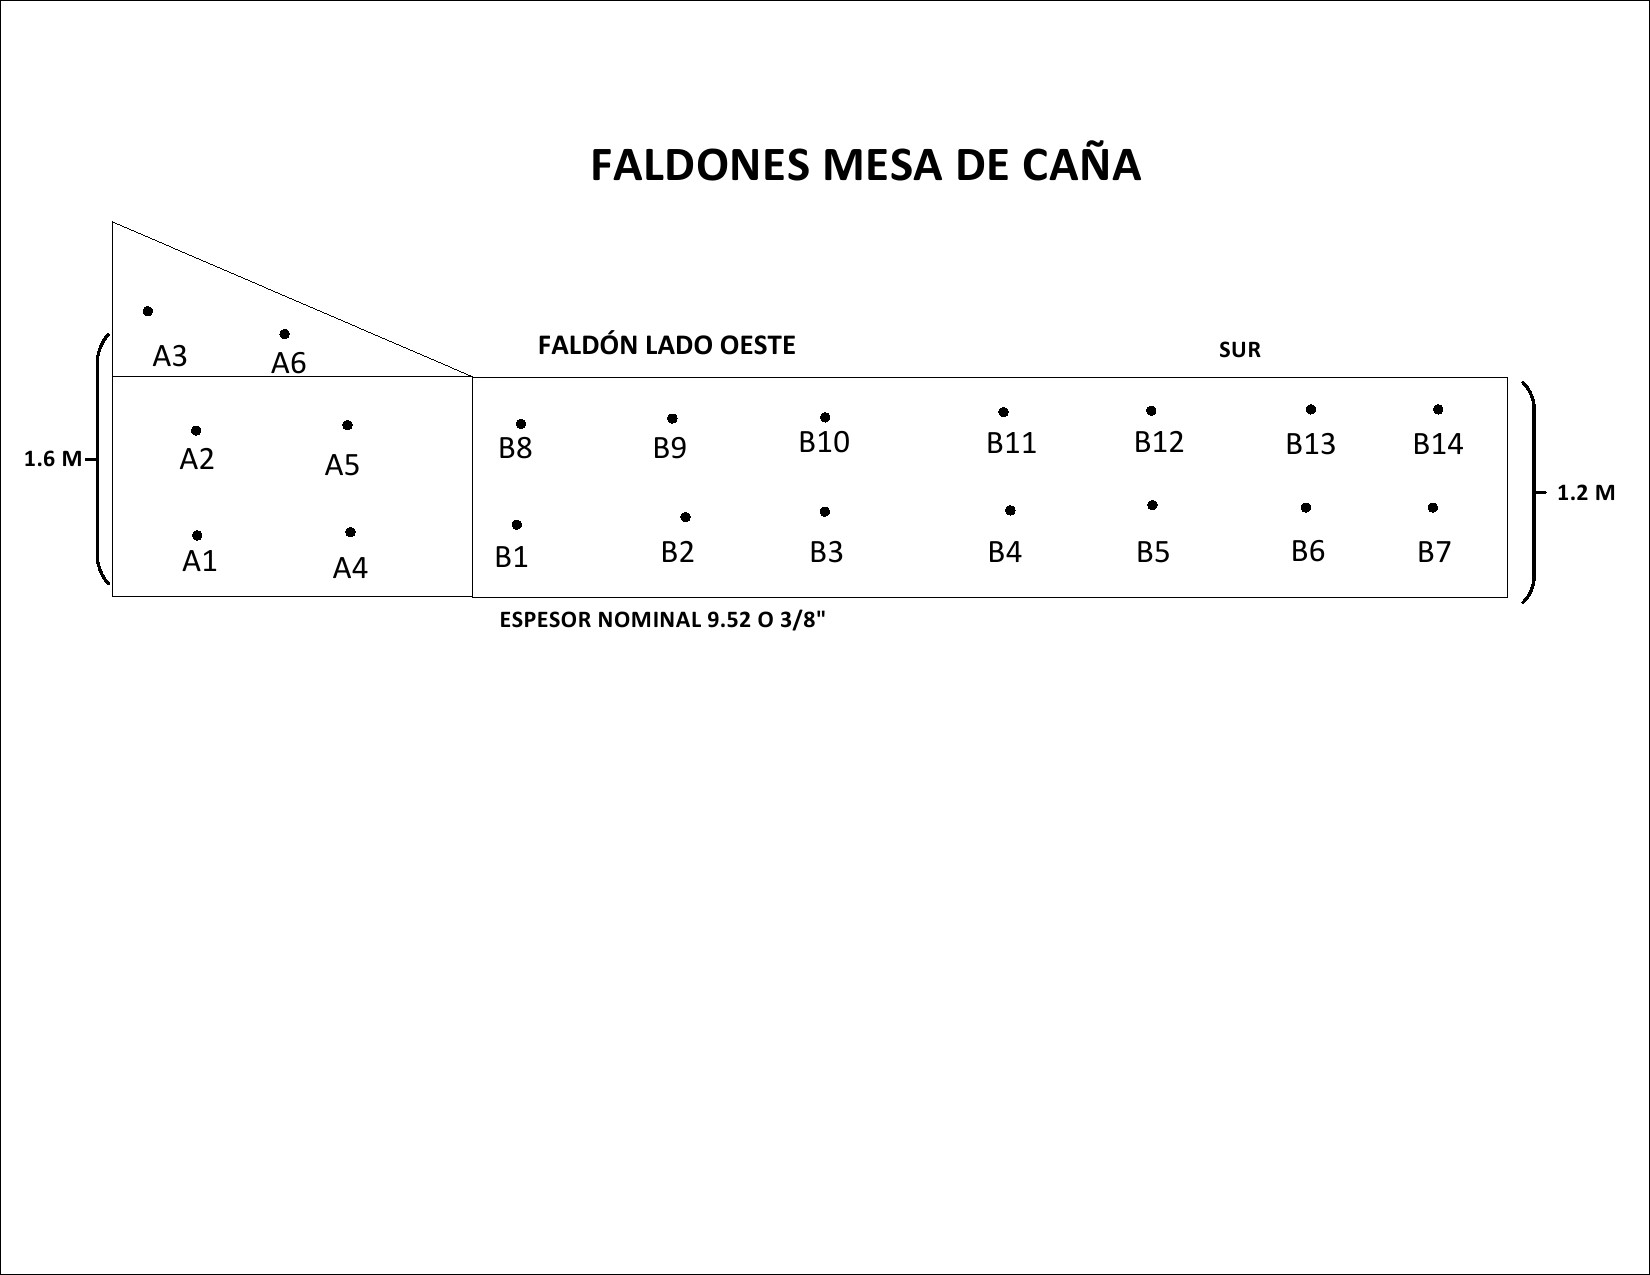 FALDONES MESA DE CAÑA
FALDÓN LADO OESTE
SUR
A3
A6
1.6 M
A2
A5
B8
B9
B10
B11
B12
B13
B14
1.2 M
A1
A4
B1
B2
B3
B4
B5
B6
B7
ESPESOR NOMINAL 9.52 O 3/8"